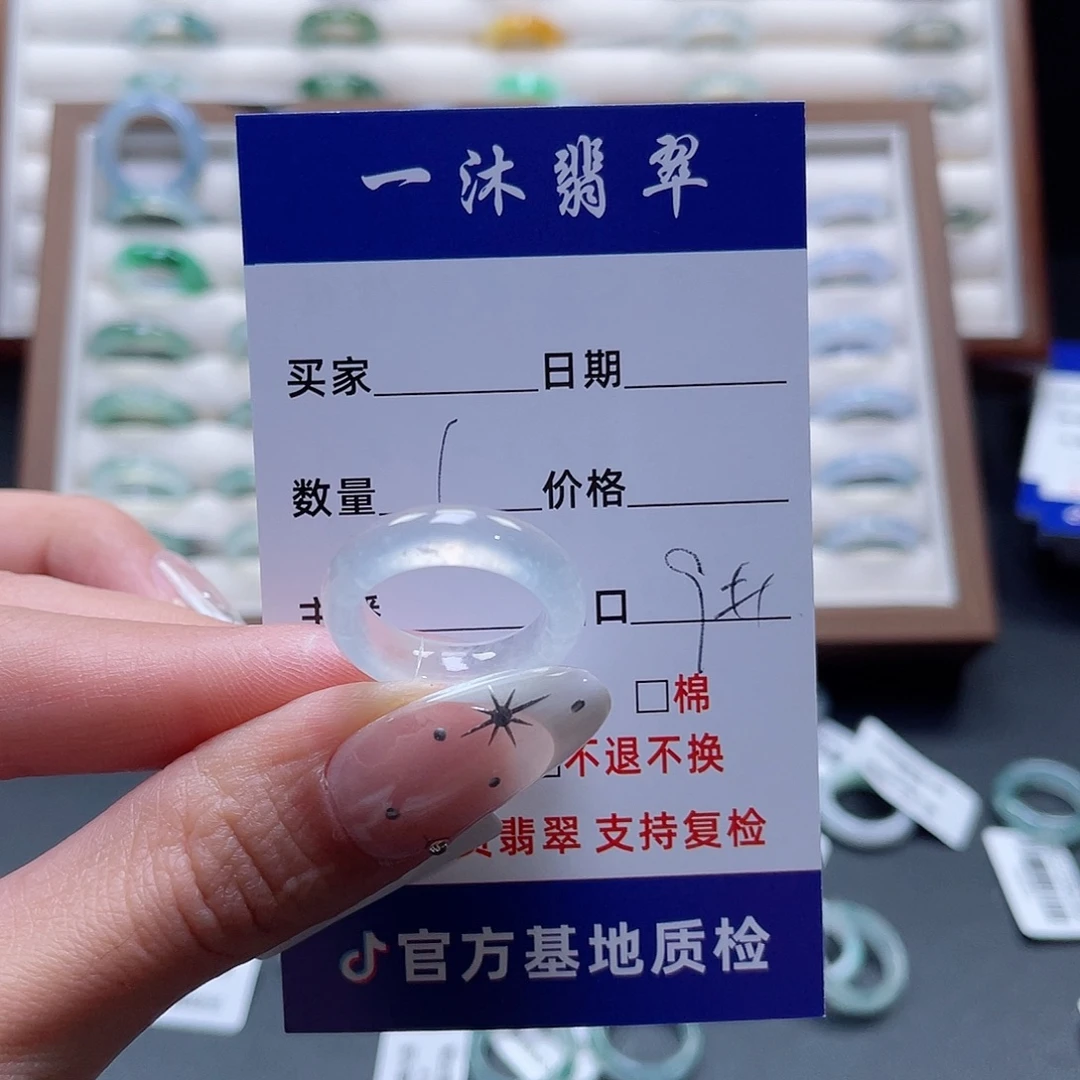 一沐翡翠
买家 日期
数量 价格
口
□棉
不退不换
翡翠 支持复检
官方基地质检